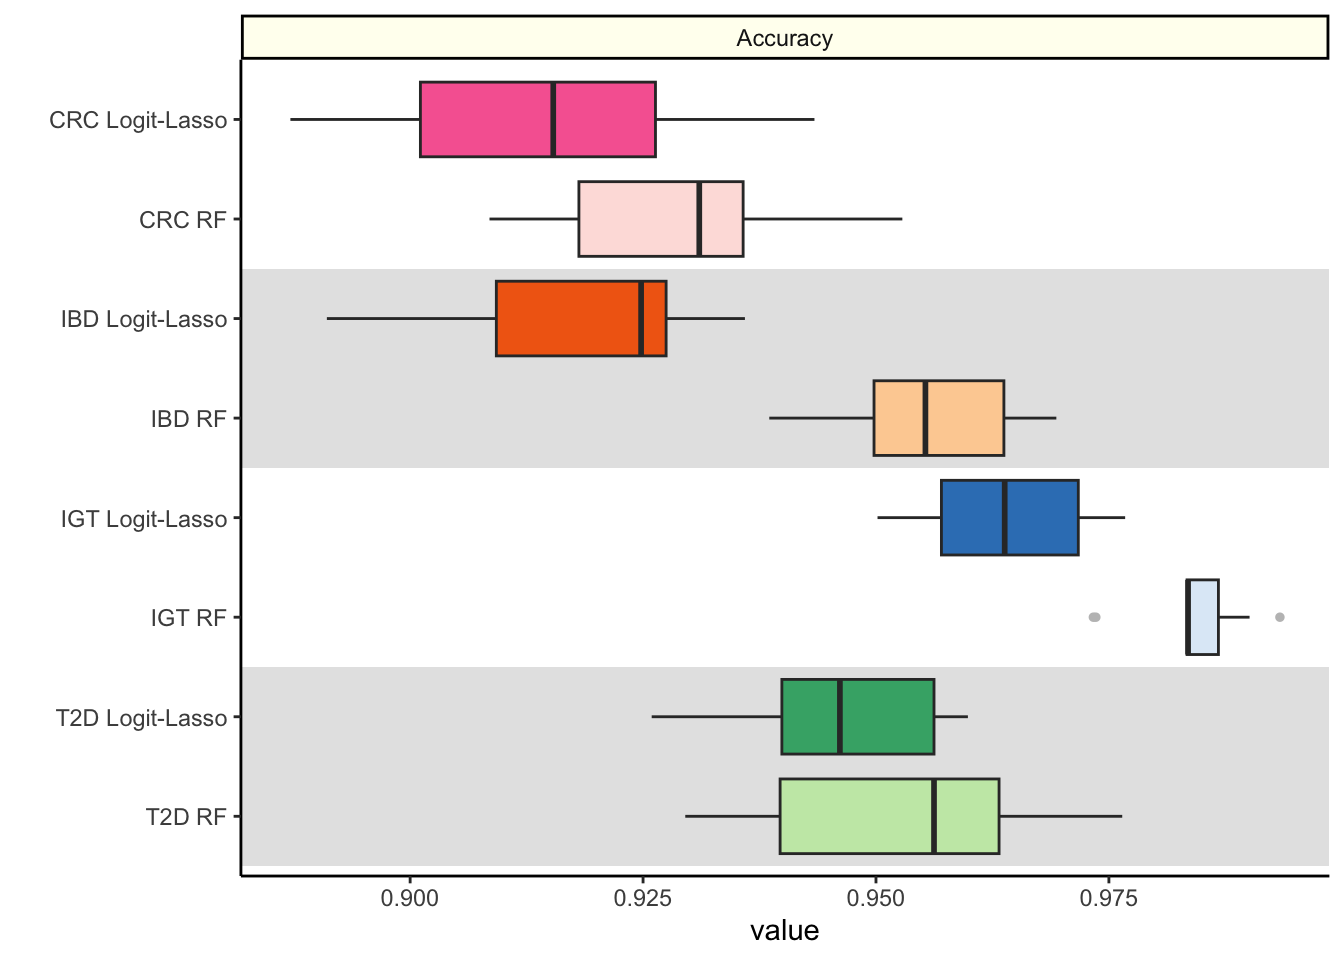 Accuracy
CRC Logit-Lasso
CRC RF
IBD Logit-Lasso
IBD RF
IGT Logit-Lasso
IGT RF
T2D Logit-Lasso
T2D RF
0.900 0.925 0.950 0.975
value